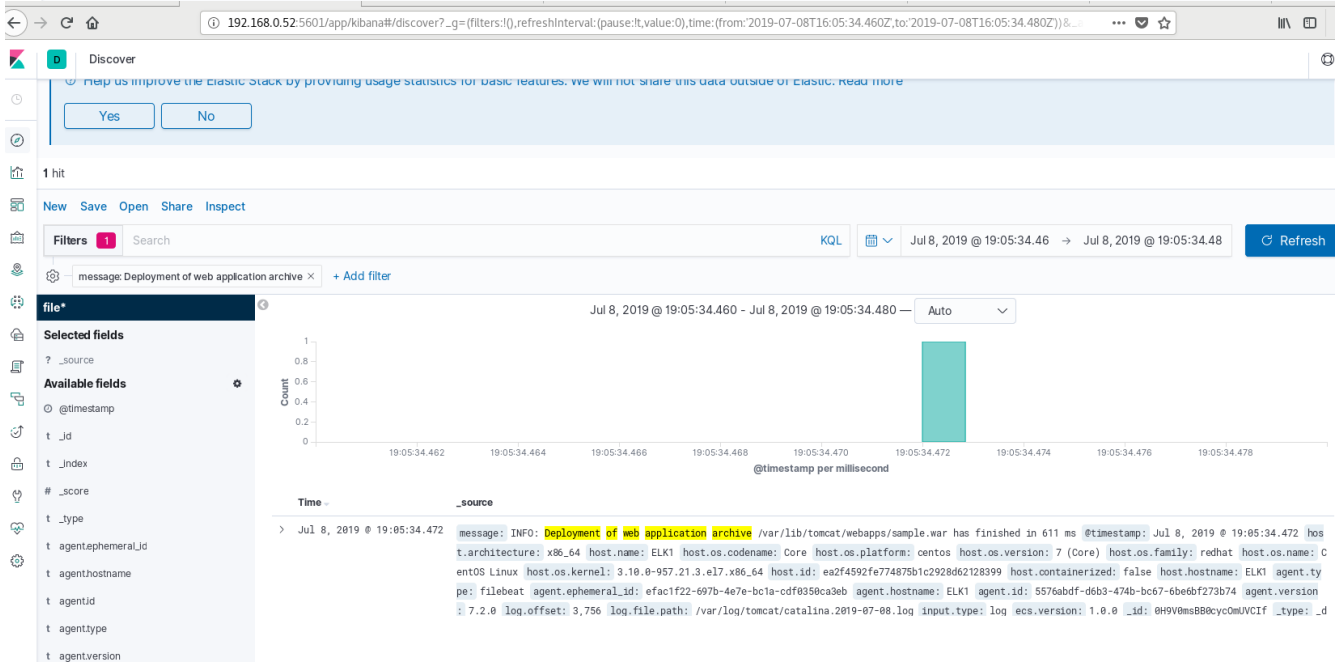 192.168.0.52:5601/app/kibana#/discover?_g=(filters:!(),refreshInterval:(pause:!t,value:0),time:(from:'2019-07-08T16:05:34.460Z',to:'2019-07-08T16:05:34.480Z'))&_a
D Discover
Help us improve the Elastic Stack by providing usage statistics for basic features. We will not share this data outside of Elastic. Read more
Yes No
1 hit
New Save Open Share Inspect
Filters 1 Search KQL Jul 8, 2019 @ 19:05:34.46 → Jul 8, 2019 @ 19:05:34.48 Refresh
message: Deployment of web application archive × + Add filter
file*
Selected fields
? _source
Available fields
@timestamp
t _id
t _index
# _score
t _type
t agent.ephemeral_id
t agent.hostname
t agent.id
t agent.type
t agent.version
Jul 8, 2019 @ 19:05:34.460 - Jul 8, 2019 @ 19:05:34.480 — Auto
Count
1
0.8
0.6
0.4
0.2
0
19:05:34.462 19:05:34.464 19:05:34.466 19:05:34.468 19:05:34.470 19:05:34.472 19:05:34.474 19:05:34.476 19:05:34.478
@timestamp per millisecond
Time _source
Jul 8, 2019 @ 19:05:34.472 message: INFO: Deployment of web application archive /var/lib/tomcat/webapps/sample.war has finished in 611 ms @timestamp: Jul 8, 2019 @ 19:05:34.472 hos
t.architecture: x86_64 host.name: ELK1 host.os.codename: Core host.os.platform: centos host.os.version: 7 (Core) host.os.family: redhat host.os.name: C
entOS Linux host.os.kernel: 3.10.0-957.21.3.el7.x86_64 host.id: ea2f4592fe774875b1c2928d62128399 host.containerized: false host.hostname: ELK1 agent.ty
pe: filebeat agent.ephemeral_id: efac1f22-697b-4e7e-bc1a-cdf0350ca3eb agent.hostname: ELK1 agent.id: 5576abdf-d6b3-474b-bc67-6be6bf273b74 agent.version
: 7.2.0 log.offset: 3,756 log.file.path: /var/log/tomcat/catalina.2019-07-08.log input.type: log ecs.version: 1.0.0 _id: 0H9V0msBB0cycOmUVCIf _type: _d